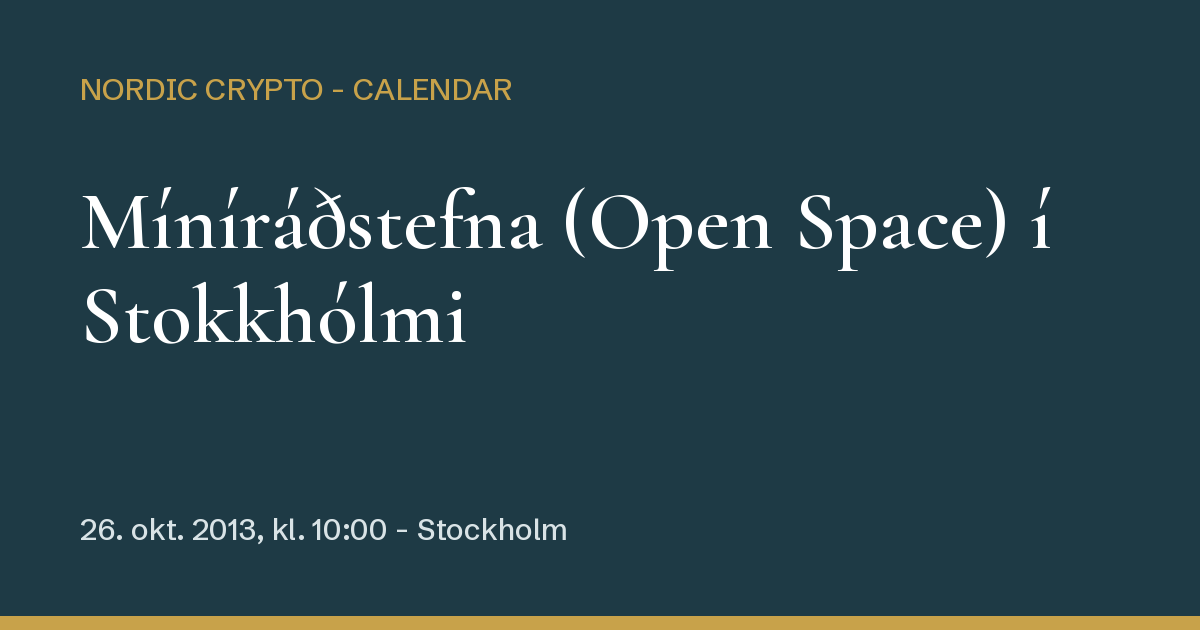 NORDIC CRYPTO - CALENDAR
Míníráðstefna (Open Space) í
Stokkhólmi
26. okt. 2013, kl. 10:00 - Stockholm